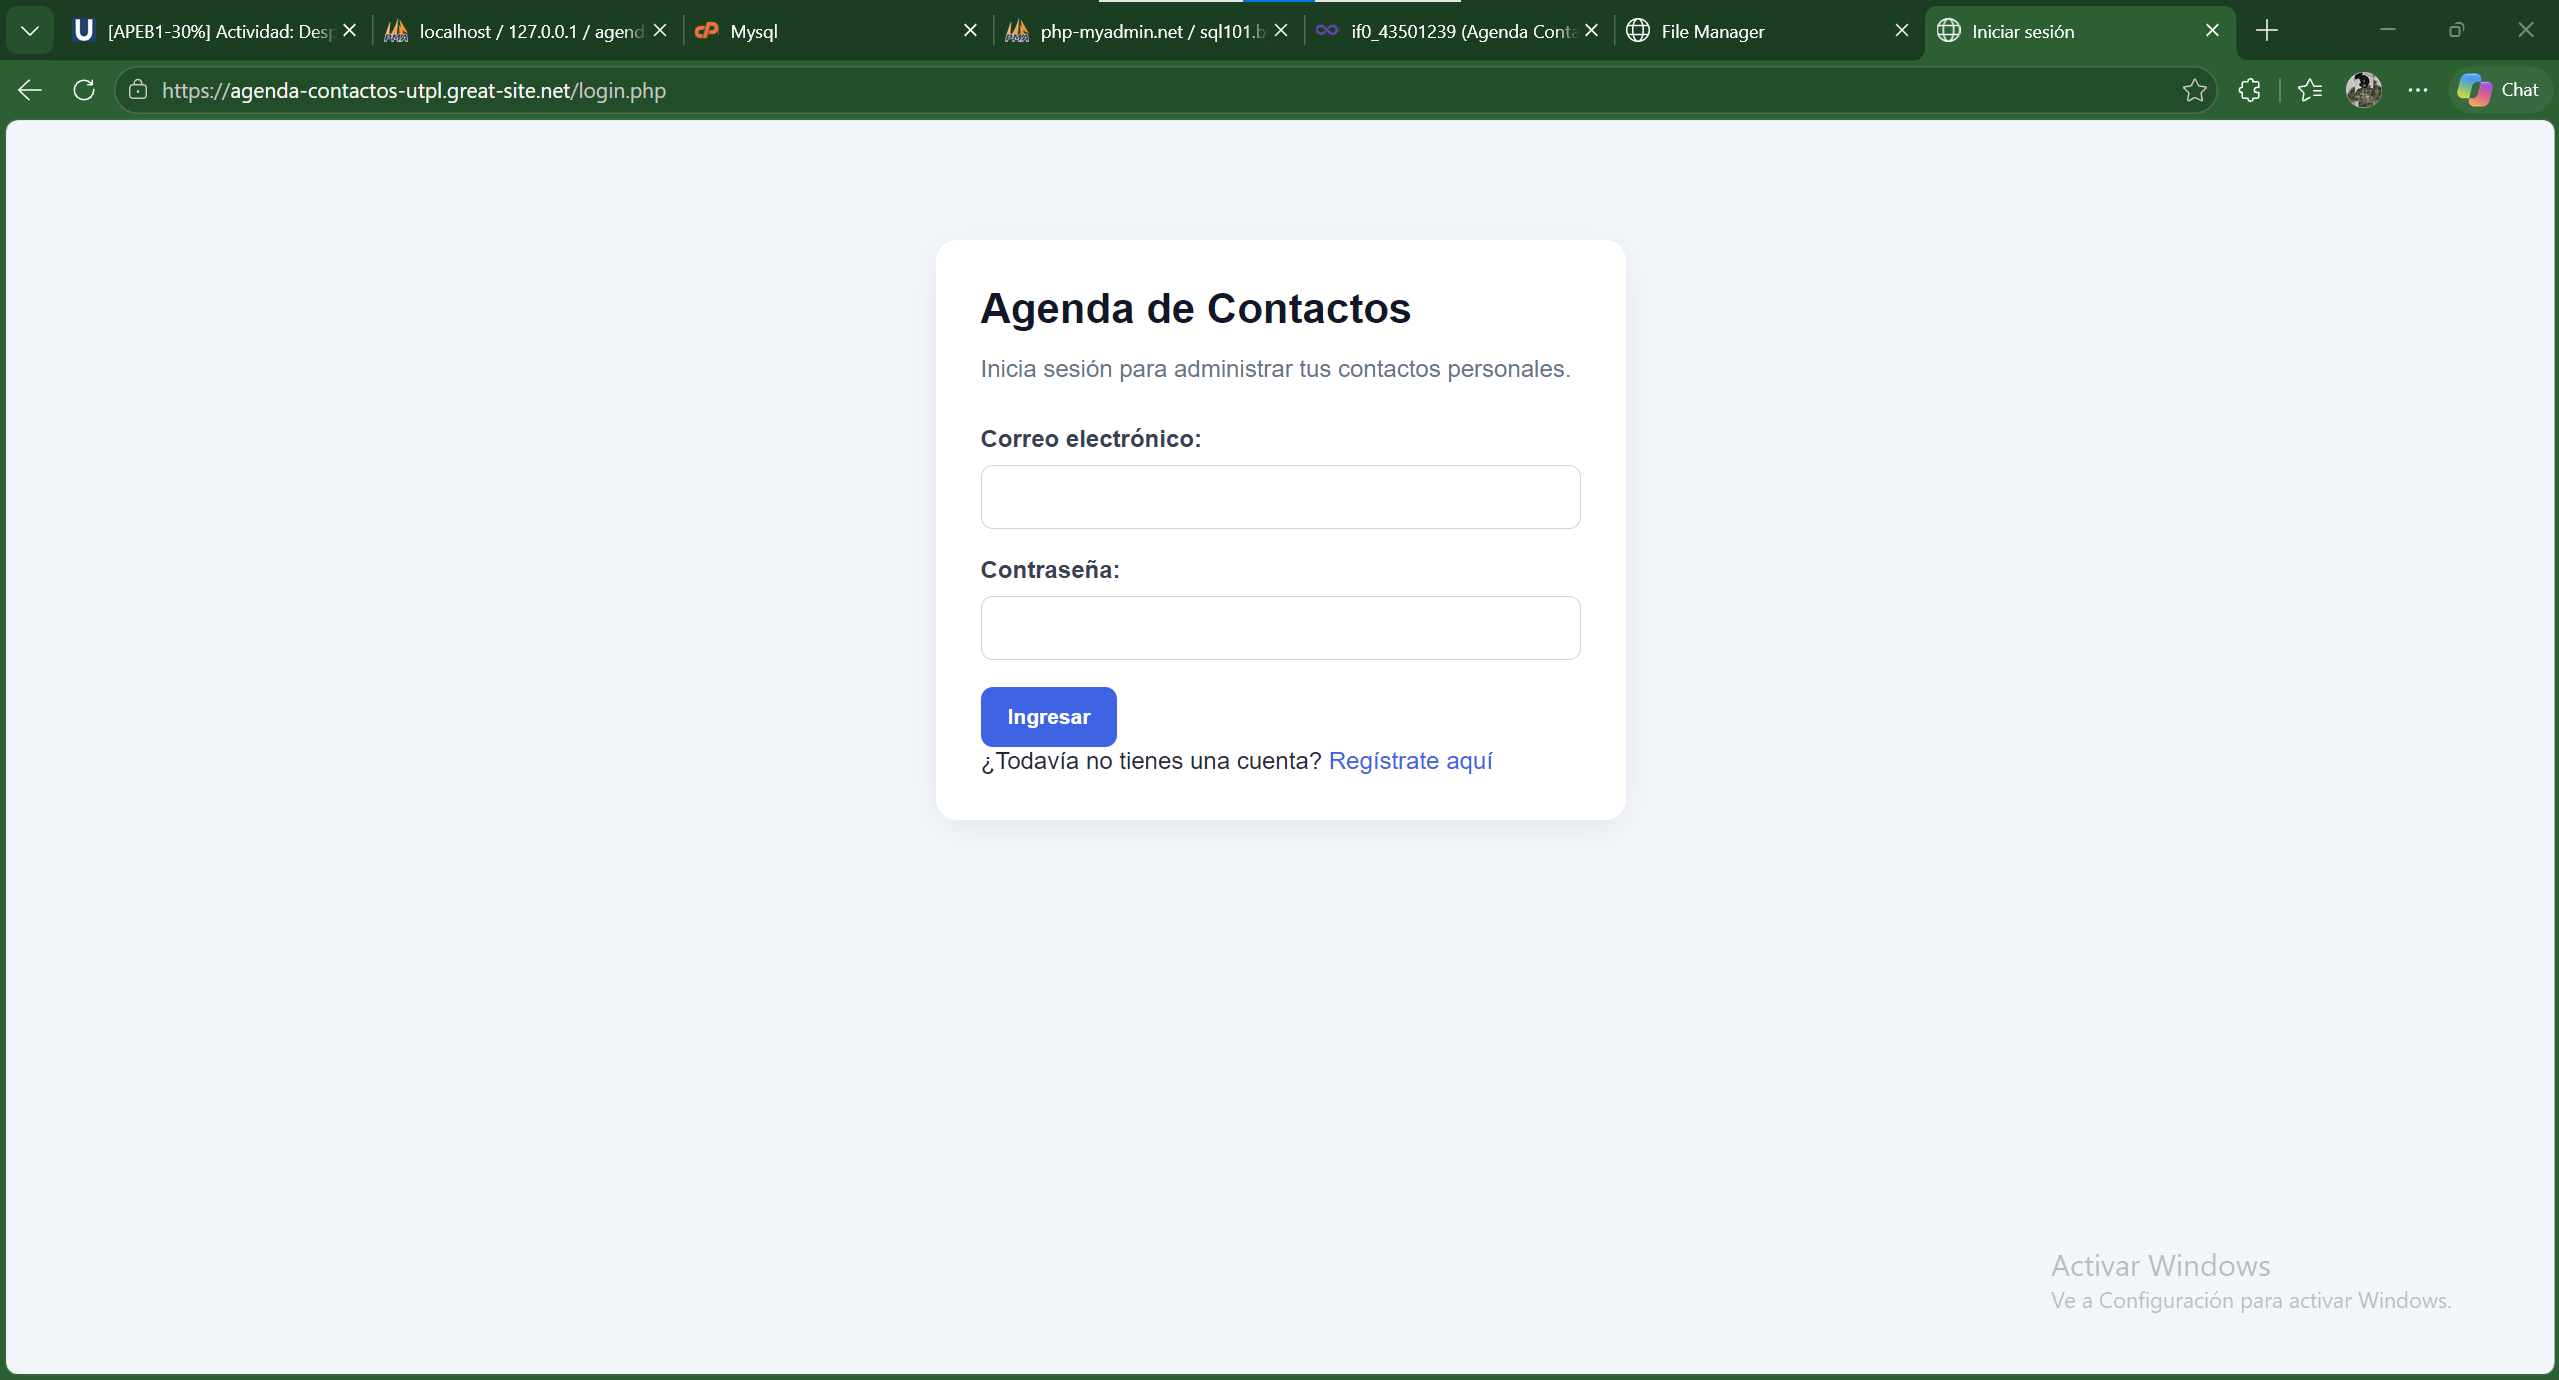 [APEB1-30%] Actividad: Desp
localhost / 127.0.0.1 / agend
Mysql
php-myadmin.net / sql101.b
if0_43501239 (Agenda Conta
File Manager
Iniciar sesión
https://agenda-contactos-utpl.great-site.net/login.php
Chat
Agenda de Contactos
Inicia sesión para administrar tus contactos personales.
Correo electrónico:
Contraseña:
Ingresar
¿Todavía no tienes una cuenta? Regístrate aquí
Activar Windows
Ve a Configuración para activar Windows.